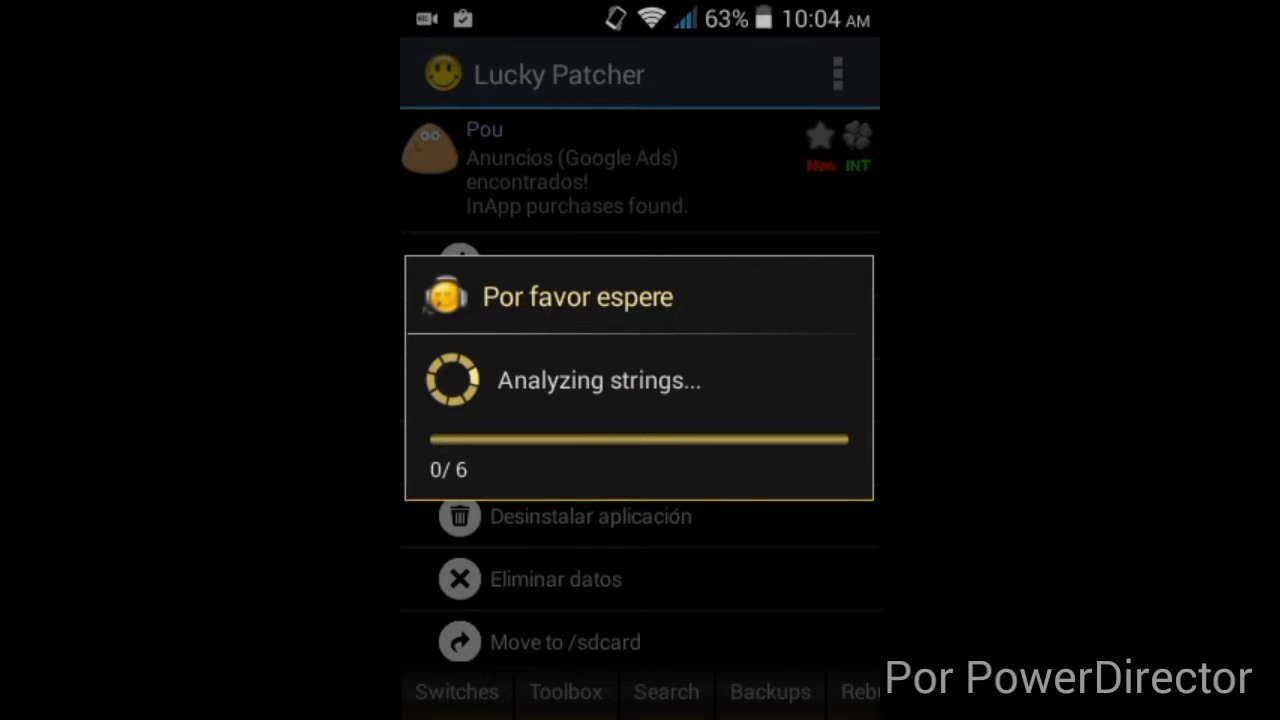 63% 10:04 AM
Lucky Patcher
Pou
Anuncios (Google Ads)
encontrados!
InApp purchases found.
INT
Por favor espere
Analyzing strings...
0/ 6
Desinstalar aplicación
Eliminar datos
Move to /sdcard
Switches Toolbox Search Backups Rebu
Por PowerDirector